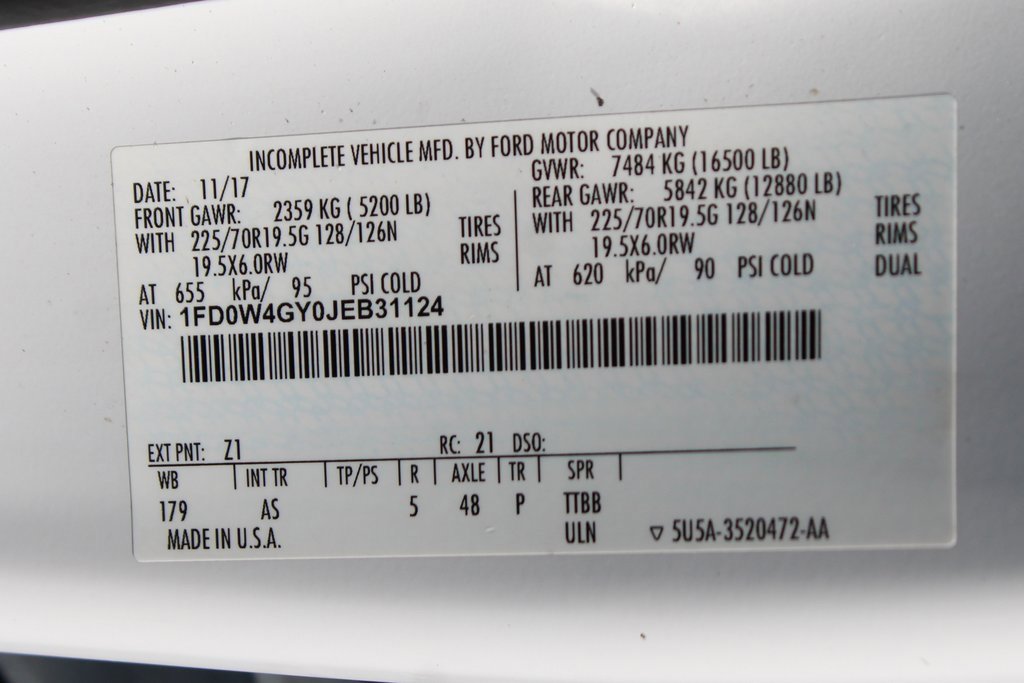 INCOMPLETE VEHICLE MFD. BY FORD MOTOR COMPANY
DATE: 11/17
FRONT GAWR: 2359 KG ( 5200 LB)
WITH 225/70R19.5G 128/126N TIRES
19.5X6.0RW RIMS
AT 655 kPa/ 95 PSI COLD
GVWR: 7484 KG (16500 LB)
REAR GAWR: 5842 KG (12880 LB)
WITH 225/70R19.5G 128/126N TIRES
19.5X6.0RW RIMS
AT 620 kPa/ 90 PSI COLD DUAL
VIN: 1FD0W4GY0JEB31124
EXT PNT: Z1 RC: 21 DSO:
WB INT TR TP/PS R AXLE TR SPR
179 AS 5 48 P TTBB
MADE IN U.S.A. ULN ▽ 5U5A-3520472-AA